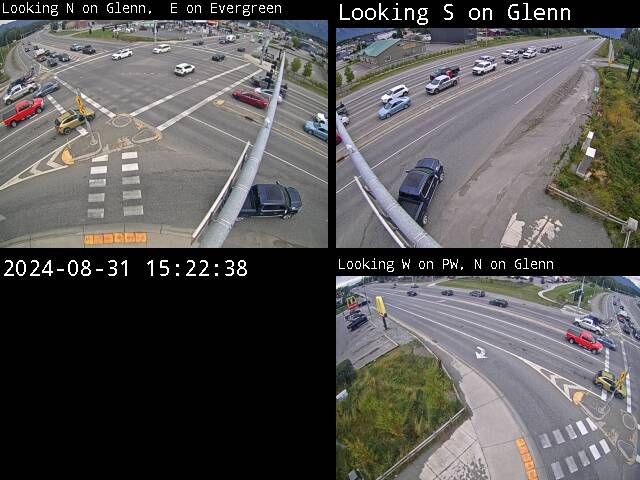 Looking N on Glenn, E on Evergreen
Looking S on Glenn
2024-08-31 15:22:38
Looking W on PW, N on Glenn